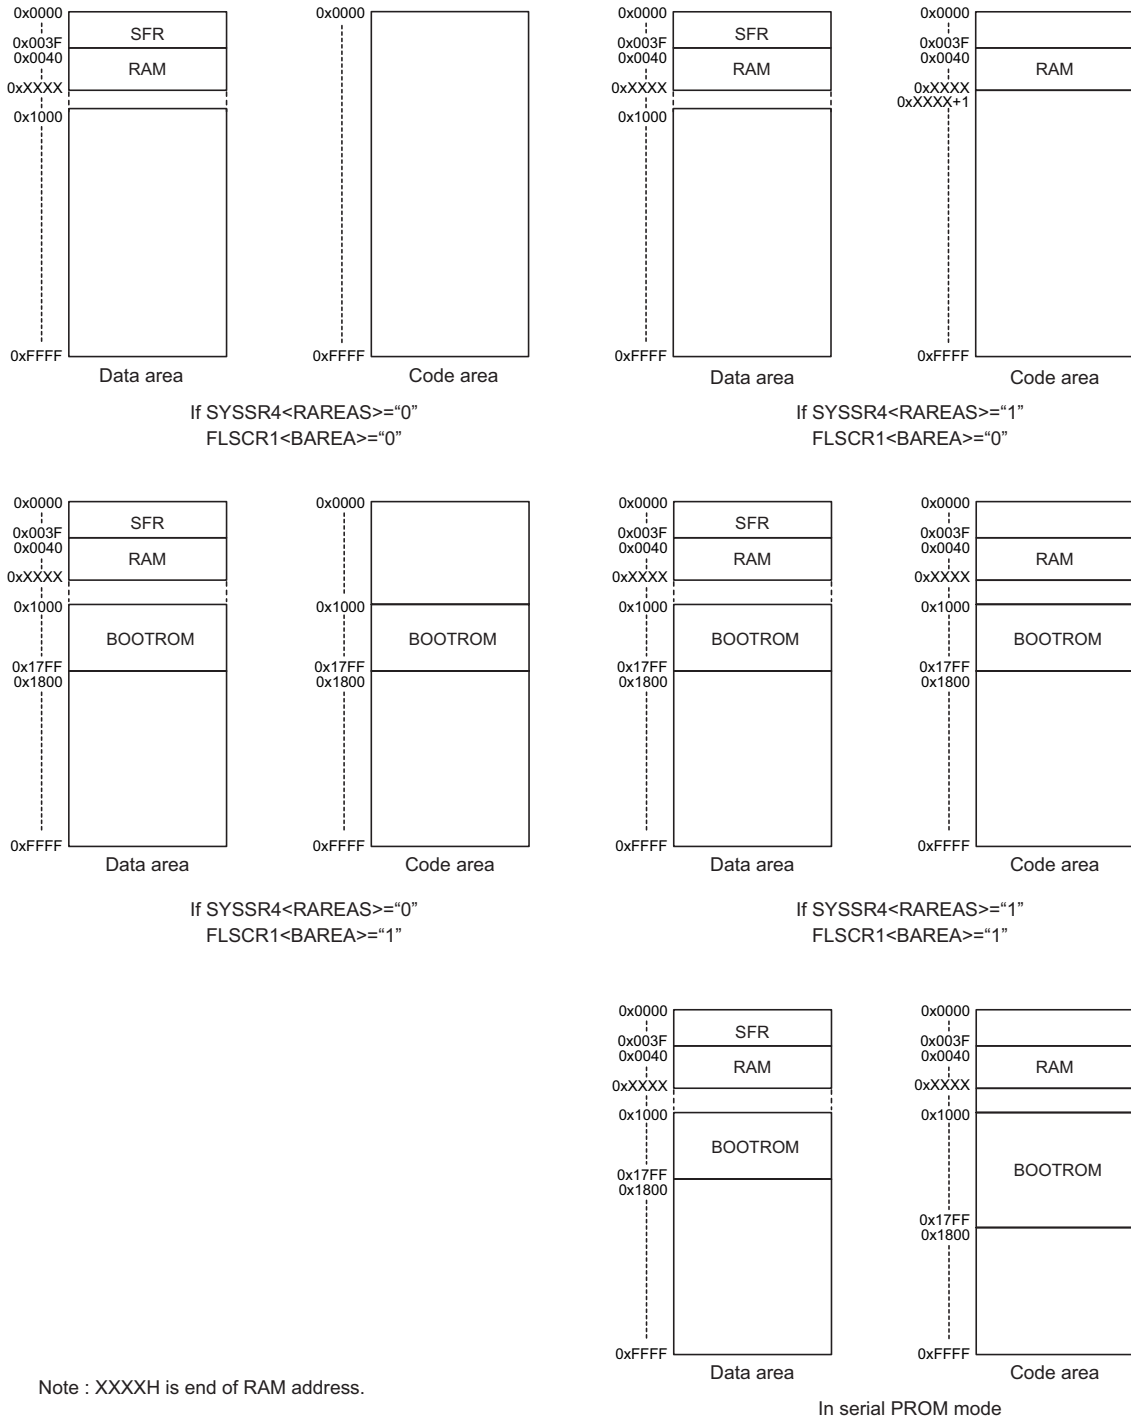 0x0000
SFR
0x003F
0x0040
RAM
0xXXXX
0x1000
0xFFFF
Data area
0x0000
0xFFFF
Code area
If SYSSR4<RAREAS>=“0”
FLSCR1<BAREA>=“0”
0x0000
SFR
0x003F
0x0040
RAM
0xXXXX
0x1000
0xFFFF
Data area
0x0000
0x003F
0x0040
RAM
0xXXXX
0xXXXX+1
0xFFFF
Code area
If SYSSR4<RAREAS>=“1”
FLSCR1<BAREA>=“0”
0x0000
SFR
0x003F
0x0040
RAM
0xXXXX
0x1000
BOOTROM
0x17FF
0x1800
0xFFFF
Data area
0x0000
0x1000
BOOTROM
0x17FF
0x1800
0xFFFF
Code area
If SYSSR4<RAREAS>=“0”
FLSCR1<BAREA>=“1”
0x0000
SFR
0x003F
0x0040
RAM
0xXXXX
0x1000
BOOTROM
0x17FF
0x1800
0xFFFF
Data area
0x0000
0x003F
0x0040
RAM
0xXXXX
0x1000
BOOTROM
0x17FF
0x1800
0xFFFF
Code area
If SYSSR4<RAREAS>=“1”
FLSCR1<BAREA>=“1”
0x0000
SFR
0x003F
0x0040
RAM
0xXXXX
0x1000
BOOTROM
0x17FF
0x1800
0xFFFF
Data area
0x0000
0x003F
0x0040
RAM
0xXXXX
0x1000
BOOTROM
0x17FF
0x1800
0xFFFF
Code area
In serial PROM mode
Note : XXXXH is end of RAM address.